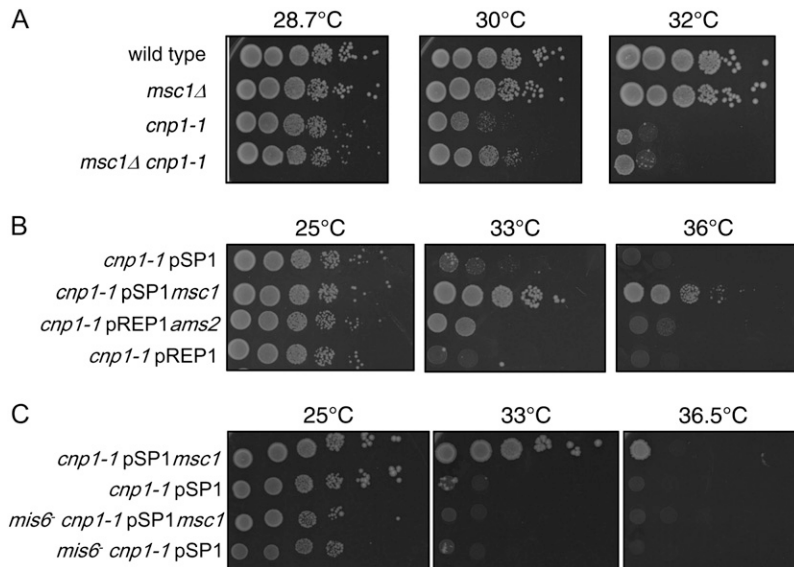 A
28.7°C 30°C 32°C
wild type
msc1Δ
cnp1-1
msc1Δ cnp1-1
B
25°C 33°C 36°C
cnp1-1 pSP1
cnp1-1 pSP1msc1
cnp1-1 pREP1ams2
cnp1-1 pREP1
C
25°C 33°C 36.5°C
cnp1-1 pSP1msc1
cnp1-1 pSP1
mis6- cnp1-1 pSP1msc1
mis6- cnp1-1 pSP1